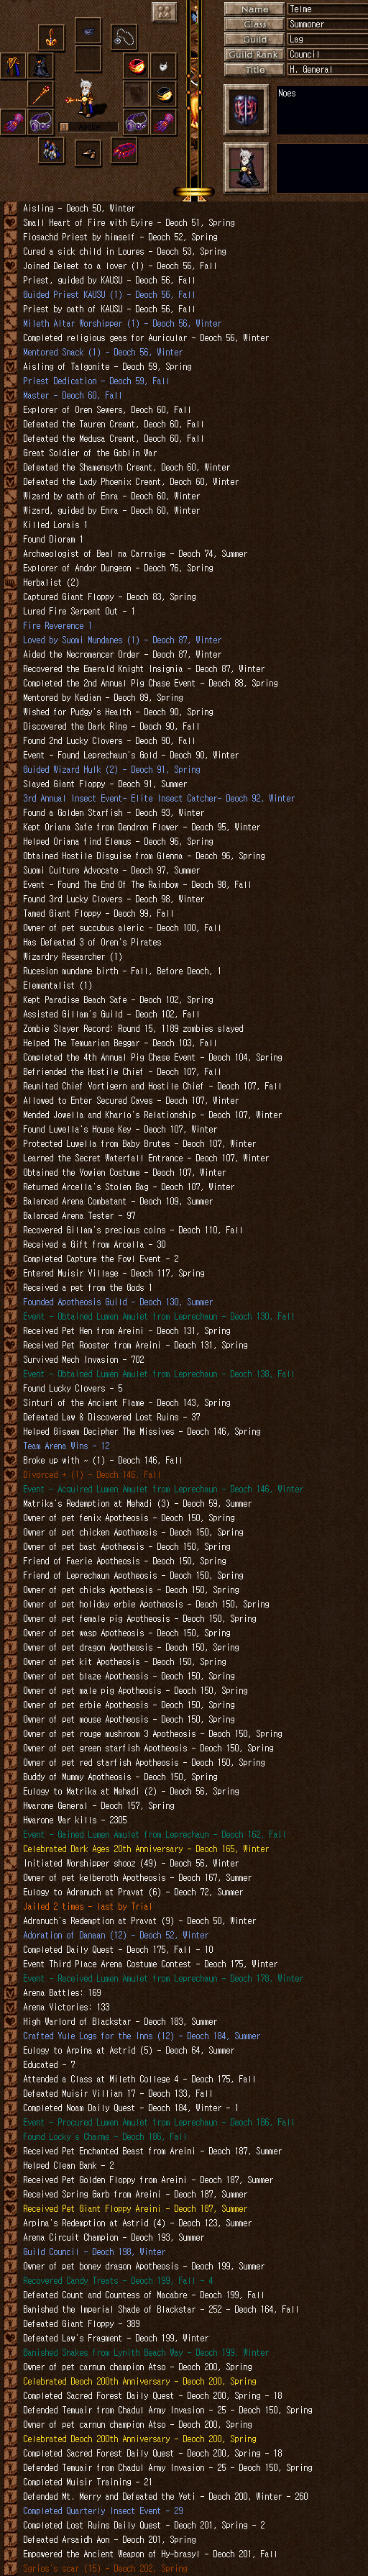 Name
Telme
Class
Summoner
Guild
Lag
Guild Rank
Council
Title
H. General
Noes
Aisling - Deoch 50, Winter
Small Heart of Fire with Eyire - Deoch 51, Spring
Fiosachd Priest by himself - Deoch 52, Spring
Cured a sick child in Loures - Deoch 53, Spring
Joined Deleet to a lover (1) - Deoch 56, Fall
Priest, guided by KAUSU - Deoch 56, Fall
Guided Priest KAUSU (1) - Deoch 56, Fall
Priest by oath of KAUSU - Deoch 56, Fall
Mileth Altar Worshipper (1) - Deoch 56, Winter
Completed religious geas for Auricular - Deoch 56, Winter
Mentored Snack (1) - Deoch 56, Winter
Aisling of Talgonite - Deoch 59, Spring
Priest Dedication - Deoch 59, Fall
Master - Deoch 60, Fall
Explorer of Oren Sewers, Deoch 60, Fall
Defeated the Tauren Creant, Deoch 60, Fall
Defeated the Medusa Creant, Deoch 60, Fall
Great Soldier of the Goblin War
Defeated the Shamensyth Creant, Deoch 60, Winter
Defeated the Lady Phoenix Creant, Deoch 60, Winter
Wizard by oath of Enra - Deoch 60, Winter
Wizard, guided by Enra - Deoch 60, Winter
Killed Lorais 1
Found Dioram 1
Archaeologist of Beal na Carraige - Deoch 74, Summer
Explorer of Andor Dungeon - Deoch 76, Spring
Herbalist (2)
Captured Giant Floppy - Deoch 83, Spring
Lured Fire Serpent Out - 1
Fire Reverence 1
Loved by Suomi Mundanes (1) - Deoch 87, Winter
Aided the Necromancer Order - Deoch 87, Winter
Recovered the Emerald Knight Insignia - Deoch 87, Winter
Completed the 2nd Annual Pig Chase Event - Deoch 88, Spring
Mentored by Kedian - Deoch 89, Spring
Wished for Pudgy's Health - Deoch 90, Spring
Discovered the Dark Ring - Deoch 90, Fall
Found 2nd Lucky Clovers - Deoch 90, Fall
Event - Found Leprechaun's Gold - Deoch 90, Winter
Guided Wizard Hulk (2) - Deoch 91, Spring
Slayed Giant Floppy - Deoch 91, Summer
3rd Annual Insect Event- Elite Insect Catcher- Deoch 92, Winter
Found a Golden Starfish - Deoch 93, Winter
Kept Oriana Safe from Dendron Flower - Deoch 95, Winter
Helped Oriana find Elemus - Deoch 96, Spring
Obtained Hostile Disguise from Glenna - Deoch 96, Spring
Suomi Culture Advocate - Deoch 97, Summer
Event - Found The End Of The Rainbow - Deoch 98, Fall
Found 3rd Lucky Clovers - Deoch 98, Winter
Tamed Giant Floppy - Deoch 99, Fall
Owner of pet succubus aleric - Deoch 100, Fall
Has Defeated 3 of Oren's Pirates
Wizardry Researcher (1)
Rucesion mundane birth - Fall, Before Deoch, 1
Elementalist (1)
Kept Paradise Beach Safe - Deoch 102, Spring
Assisted Gillam's Guild - Deoch 102, Fall
Zombie Slayer Record: Round 15, 1189 zombies slayed
Helped The Temuarian Beggar - Deoch 103, Fall
Completed the 4th Annual Pig Chase Event - Deoch 104, Spring
Befriended the Hostile Chief - Deoch 107, Fall
Reunited Chief Vortigern and Hostile Chief - Deoch 107, Fall
Allowed to Enter Secured Caves - Deoch 107, Winter
Mended Jowella and Kharlo's Relationship - Deoch 107, Winter
Found Luvella's House Key - Deoch 107, Winter
Protected Luwella from Baby Brutes - Deoch 107, Winter
Learned the Secret Waterfall Entrance - Deoch 107, Winter
Obtained the Yowien Costume - Deoch 107, Winter
Returned Arcella's Stolen Bag - Deoch 107, Winter
Balanced Arena Combatant - Deoch 109, Summer
Balanced Arena Tester - 97
Recovered Gillam's precious coins - Deoch 110, Fall
Received a Gift from Arcella - 30
Completed Capture the Fowl Event - 2
Entered Muisir Village - Deoch 117, Spring
Received a pet from the Gods 1
Founded Apotheosis Guild - Deoch 130, Summer
Event - Obtained Lumen Amulet from Leprechaun - Deoch 130, Fall
Received Pet Hen from Areini - Deoch 131, Spring
Received Pet Rooster from Areini - Deoch 131, Spring
Survived Mech Invasion - 702
Event - Obtained Lumen Amulet from Leprechaun - Deoch 138, Fall
Found Lucky Clovers - 5
Sinturi of the Ancient Flame - Deoch 143, Spring
Defeated Law & Discovered Lost Ruins - 37
Helped Gisaem Decipher The Missives - Deoch 146, Spring
Team Arena Wins - 12
Broke up with ~ (1) - Deoch 146, Fall
Divorced + (1) - Deoch 146, Fall
Event - Acquired Lumen Amulet from Leprechaun - Deoch 146, Winter
Matrika's Redemption at Mehadi (3) - Deoch 59, Summer
Owner of pet fenix Apotheosis - Deoch 150, Spring
Owner of pet chicken Apotheosis - Deoch 150, Spring
Owner of pet bast Apotheosis - Deoch 150, Spring
Friend of Faerie Apotheosis - Deoch 150, Spring
Friend of Leprechaun Apotheosis - Deoch 150, Spring
Owner of pet chicks Apotheosis - Deoch 150, Spring
Owner of pet holiday erbie Apotheosis - Deoch 150, Spring
Owner of pet female pig Apotheosis - Deoch 150, Spring
Owner of pet wasp Apotheosis - Deoch 150, Spring
Owner of pet dragon Apotheosis - Deoch 150, Spring
Owner of pet kit Apotheosis - Deoch 150, Spring
Owner of pet blaze Apotheosis - Deoch 150, Spring
Owner of pet male pig Apotheosis - Deoch 150, Spring
Owner of pet erbie Apotheosis - Deoch 150, Spring
Owner of pet mouse Apotheosis - Deoch 150, Spring
Owner of pet rouge mushroom 3 Apotheosis - Deoch 150, Spring
Owner of pet green starfish Apotheosis - Deoch 150, Spring
Owner of pet red starfish Apotheosis - Deoch 150, Spring
Buddy of Mummy Apotheosis - Deoch 150, Spring
Eulogy to Matrika at Mehadi (2) - Deoch 56, Spring
Hwarone General - Deoch 157, Spring
Hwarone War kills - 2305
Event - Gained Lumen Amulet from Leprechaun - Deoch 162, Fall
Celebrated Dark Ages 20th Anniversary - Deoch 165, Winter
Initiated Worshipper shooz (49) - Deoch 56, Winter
Owner of pet kelberoth Apotheosis - Deoch 167, Summer
Eulogy to Adranuch at Pravat (6) - Deoch 72, Summer
Jailed 2 times - last by Trial
Adranuch's Redemption at Pravat (9) - Deoch 50, Winter
Adoration of Danaan (12) - Deoch 52, Winter
Completed Daily Quest - Deoch 175, Fall - 10
Event Third Place Arena Costume Contest - Deoch 175, Winter
Event - Received Lumen Amulet from Leprechaun - Deoch 178, Winter
Arena Battles: 169
Arena Victories: 133
High Warlord of Blackstar - Deoch 183, Summer
Crafted Yule Logs for the Inns (12) - Deoch 184, Summer
Eulogy to Arpina at Astrid (5) - Deoch 64, Summer
Educated - 7
Attended a Class at Mileth College 4 - Deoch 175, Fall
Defeated Muisir Villian 17 - Deoch 133, Fall
Completed Noam Daily Quest - Deoch 184, Winter - 1
Event - Procured Lumen Amulet from Leprechaun - Deoch 186, Fall
Found Locky's Charms - Deoch 186, Fall
Received Pet Enchanted Beast from Areini - Deoch 187, Summer
Helped Clean Bank - 2
Received Pet Golden Floppy from Areini - Deoch 187, Summer
Received Spring Garb from Areini - Deoch 187, Summer
Received Pet Giant Floppy Areini - Deoch 187, Summer
Arpina's Redemption at Astrid (4) - Deoch 123, Summer
Arena Circuit Champion - Deoch 193, Summer
Guild Council - Deoch 198, Winter
Owner of pet boney dragon Apotheosis - Deoch 199, Summer
Recovered Candy Treats - Deoch 199, Fall - 4
Defeated Count and Countess of Macabre - Deoch 199, Fall
Banished the Imperial Shade of Blackstar - 252 - Deoch 164, Fall
Defeated Giant Floppy - 389
Defeated Law's Fragment - Deoch 199, Winter
Banished Snakes from Lynith Beach Way - Deoch 199, Winter
Owner of pet carnun champion Atso - Deoch 200, Spring
Celebrated Deoch 200th Anniversary - Deoch 200, Spring
Completed Sacred Forest Daily Quest - Deoch 200, Spring - 18
Defended Temuair from Chadul Army Invasion - 25 - Deoch 150, Spring
Owner of pet carnun champion Atso - Deoch 200, Spring
Celebrated Deoch 200th Anniversary - Deoch 200, Spring
Completed Sacred Forest Daily Quest - Deoch 200, Spring - 18
Defended Temuair from Chadul Army Invasion - 25 - Deoch 150, Spring
Completed Muisir Training - 21
Defended Mt. Merry and Defeated the Yeti - Deoch 200, Winter - 260
Completed Quarterly Insect Event - 29
Completed Lost Ruins Daily Quest - Deoch 201, Spring - 2
Defeated Arsaidh Aon - Deoch 201, Spring
Empowered the Ancient Weapon of Hy-brasyl - Deoch 201, Fall
Sgrios's scar (15) - Deoch 202, Spring